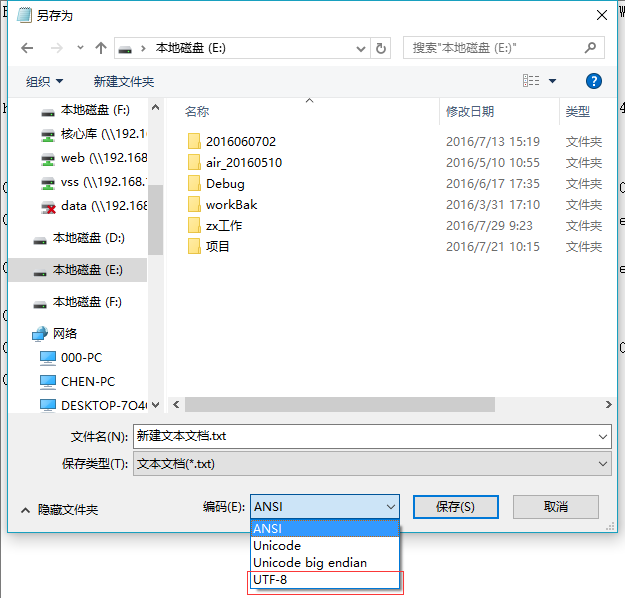 另存为
本地磁盘 (E:)
搜索"本地磁盘 (E:)"
组织
新建文件夹
本地磁盘 (F:)
核心库 (\\192.16
web (\\192.168
vss (\\192.168.
data (\\192.168
本地磁盘 (D:)
本地磁盘 (E:)
本地磁盘 (F:)
网络
000-PC
CHEN-PC
DESKTOP-7O4
名称 修改日期 类型
2016060702 2016/7/13 15:19 文件夹
air_20160510 2016/5/10 10:55 文件夹
Debug 2016/6/17 17:35 文件夹
workBak 2016/3/31 17:10 文件夹
zx工作 2016/7/29 9:23 文件夹
项目 2016/7/21 10:15 文件夹
文件名(N): 新建文本文档.txt
保存类型(T): 文本文档(*.txt)
隐藏文件夹
编码(E): ANSI
保存(S)
取消
ANSI
Unicode
Unicode big endian
UTF-8